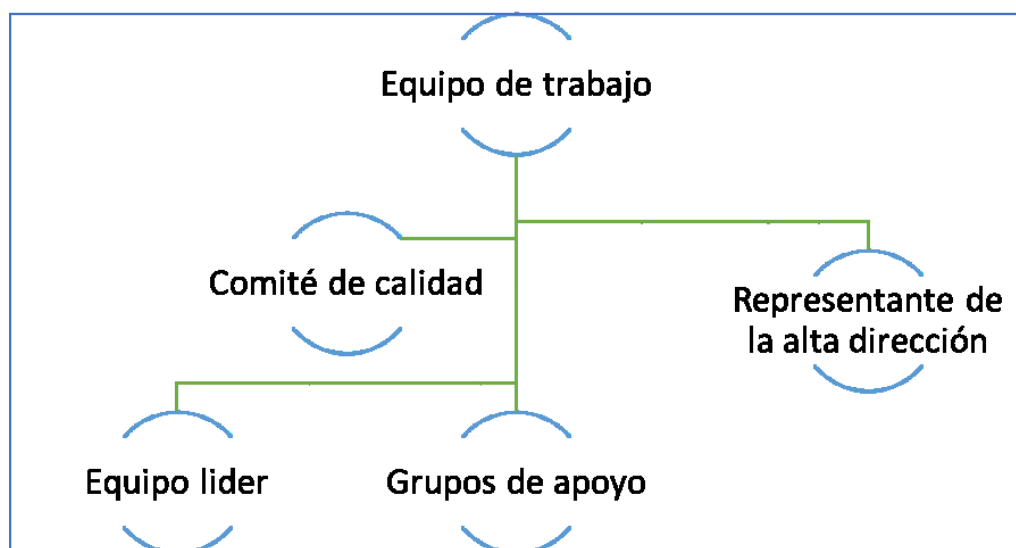 Equipo de trabajo
Comité de calidad
Representante de
la alta dirección
Equipo lider
Grupos de apoyo